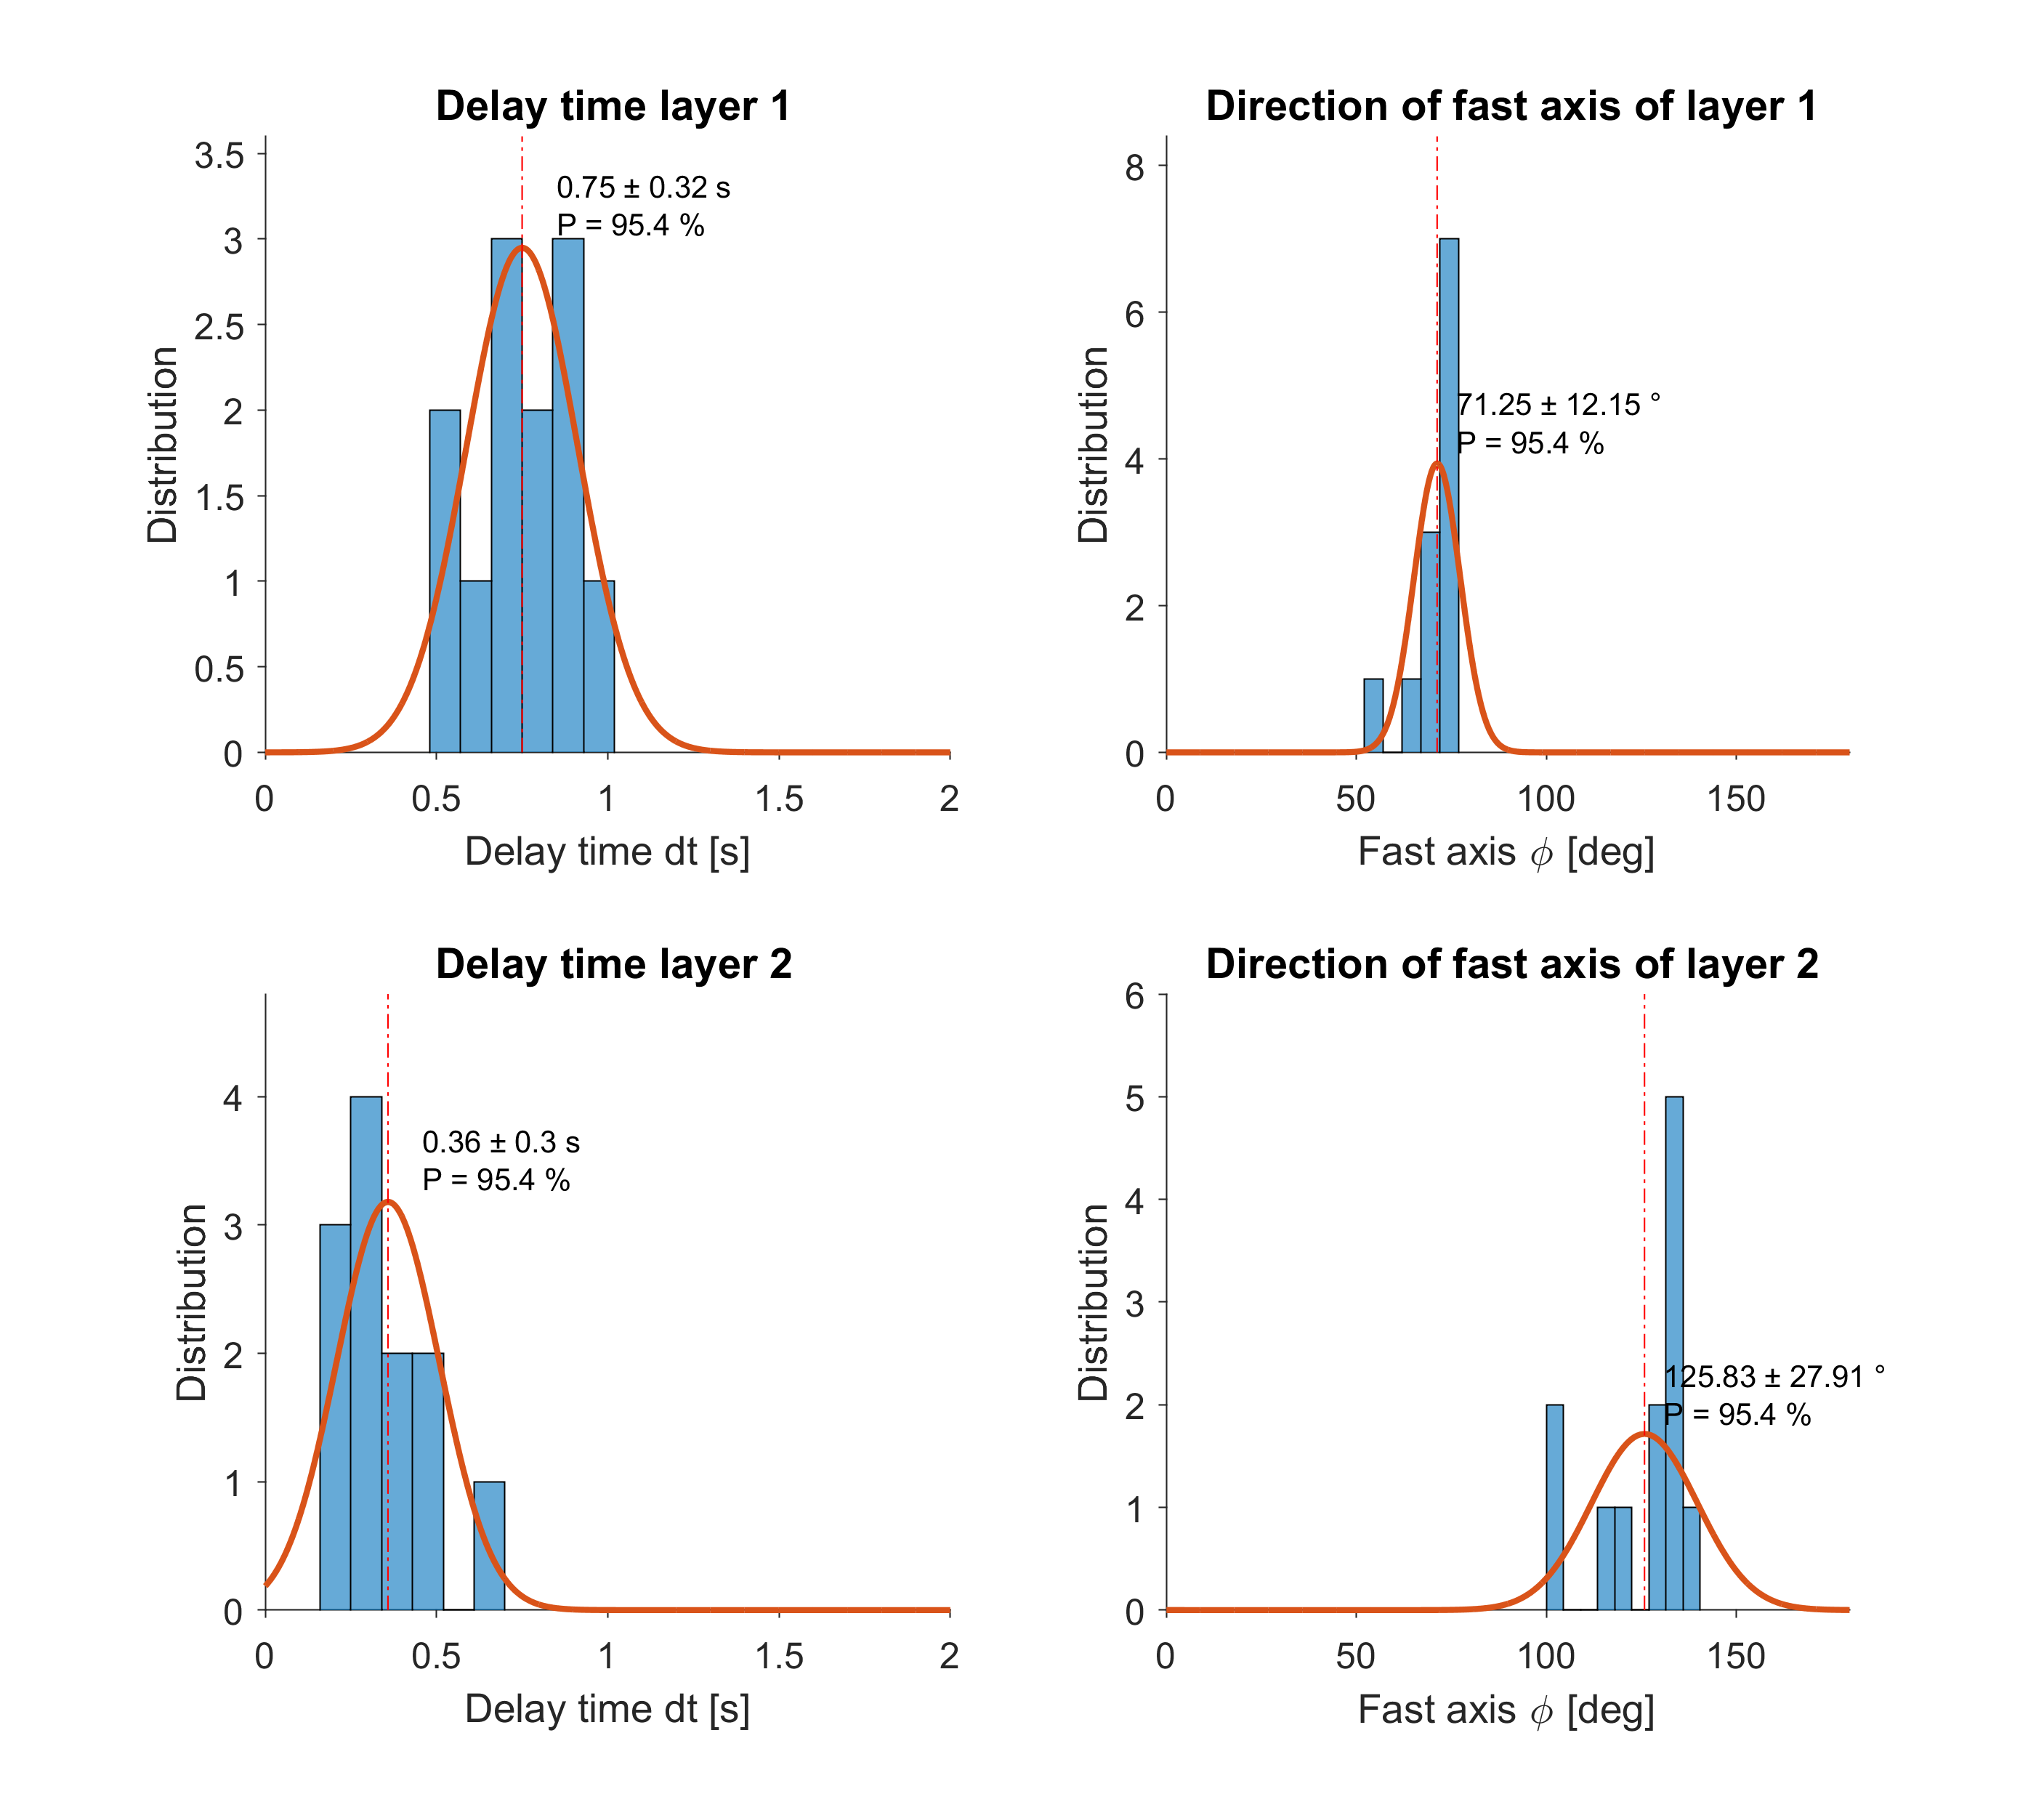 Delay time layer 1
3.5
3
2.5
2
1.5
1
0.5
0
Distribution
0.75 ± 0.32 s
P = 95.4 %
0 0.5 1 1.5 2
Delay time dt [s]
Direction of fast axis of layer 1
8
6
4
2
0
Distribution
71.25 ± 12.15 °
P = 95.4 %
0 50 100 150
Fast axis ϕ [deg]
Delay time layer 2
4
3
2
1
0
Distribution
0.36 ± 0.3 s
P = 95.4 %
0 0.5 1 1.5 2
Delay time dt [s]
Direction of fast axis of layer 2
6
5
4
3
2
1
0
Distribution
125.83 ± 27.91 °
P = 95.4 %
0 50 100 150
Fast axis ϕ [deg]